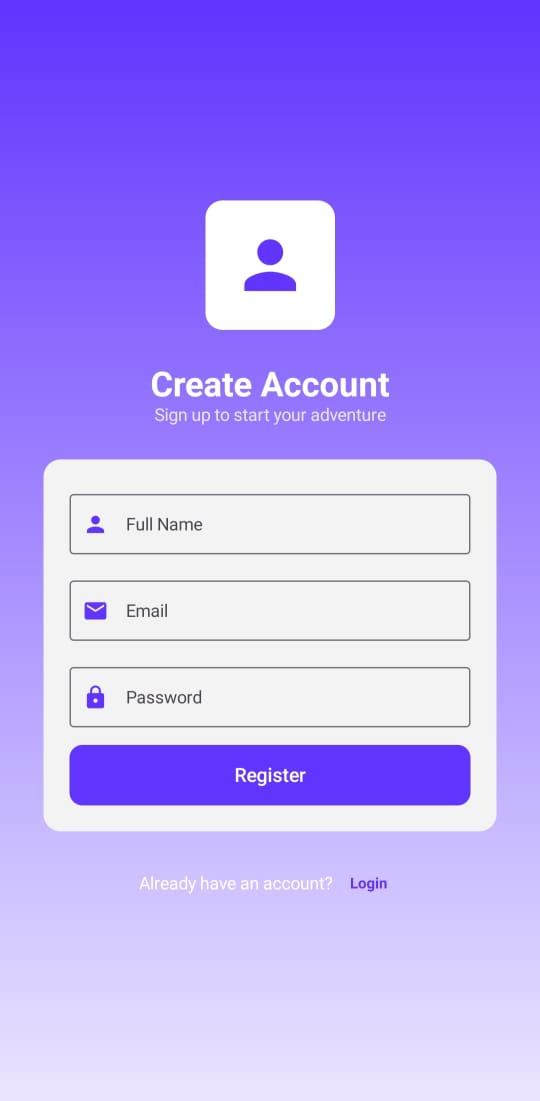 Create Account
Sign up to start your adventure
Full Name
Email
Password
Register
Already have an account? Login